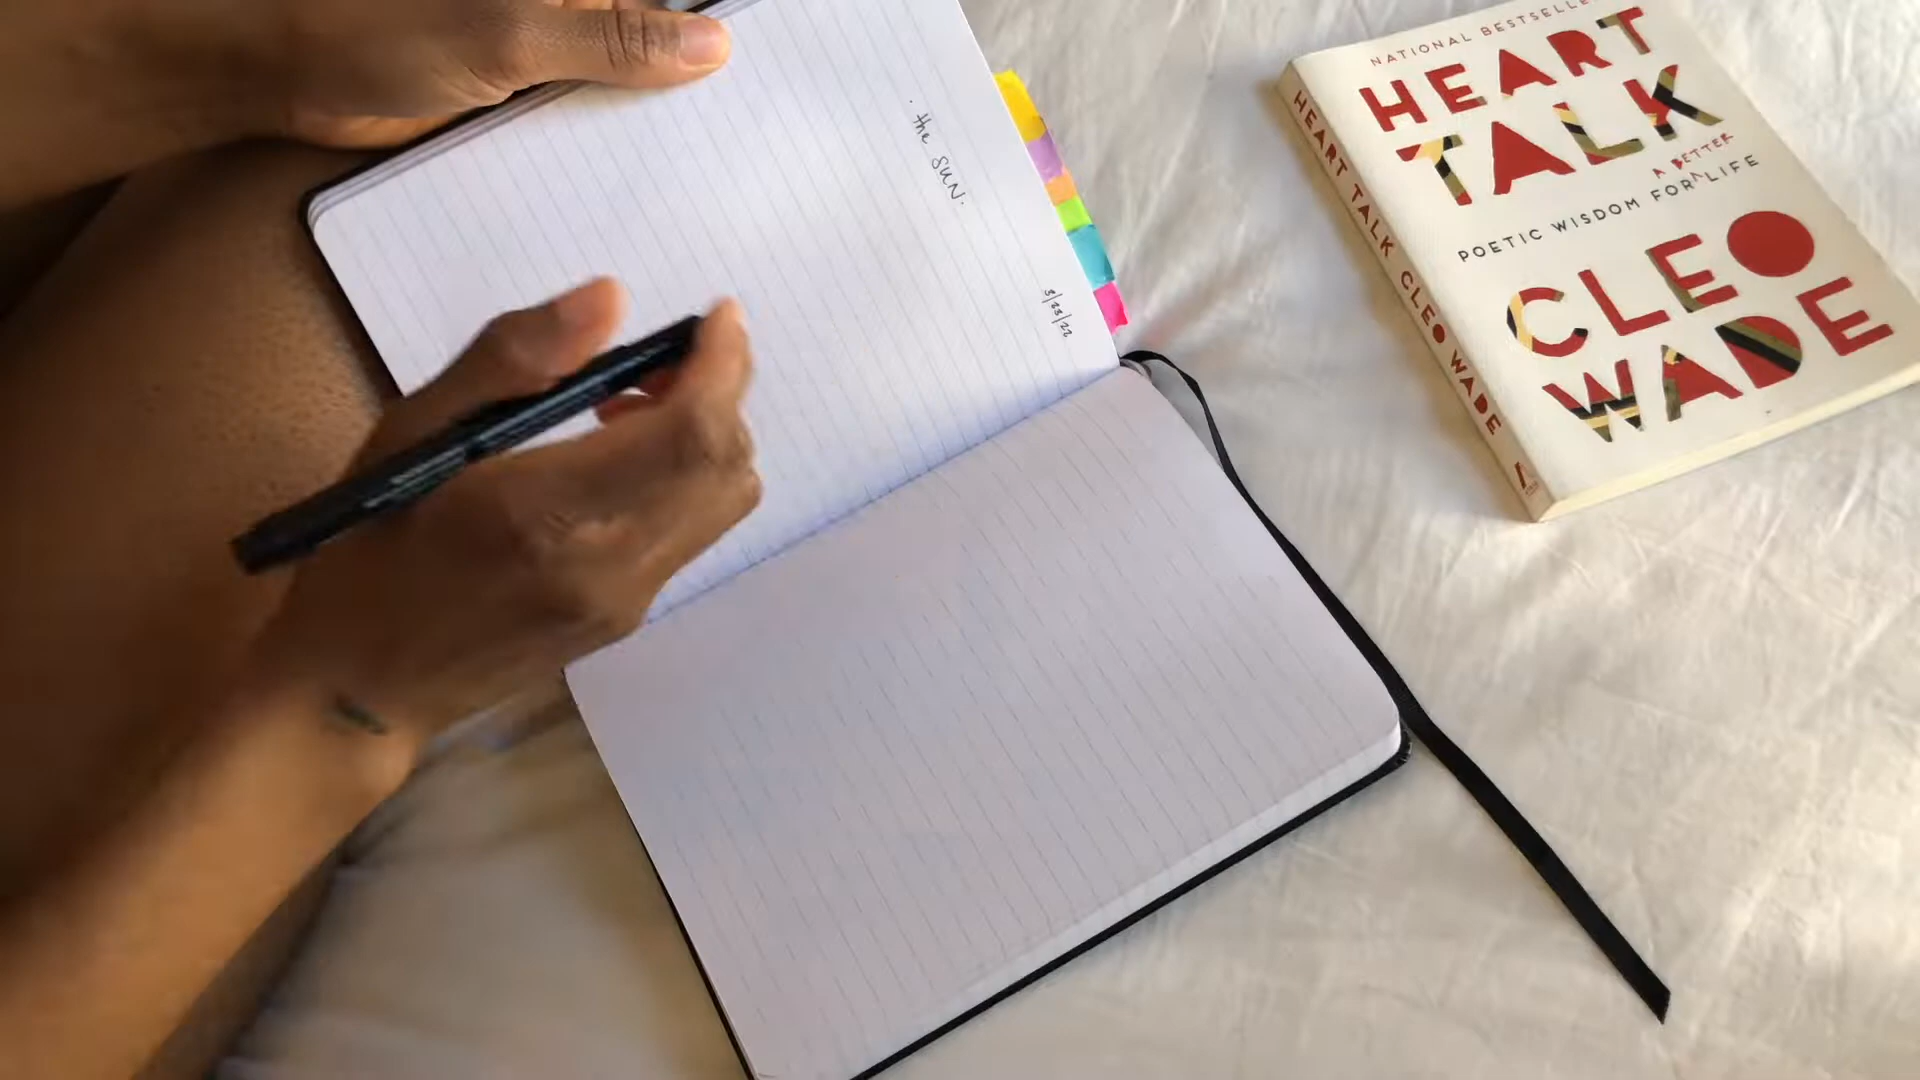 . the SUN.
3/23/22
NATIONAL BESTSELLER
HEART
TALK
A BETTER
POETIC WISDOM FOR LIFE
CLEO
WADE
HEART TALK CLEO WADE